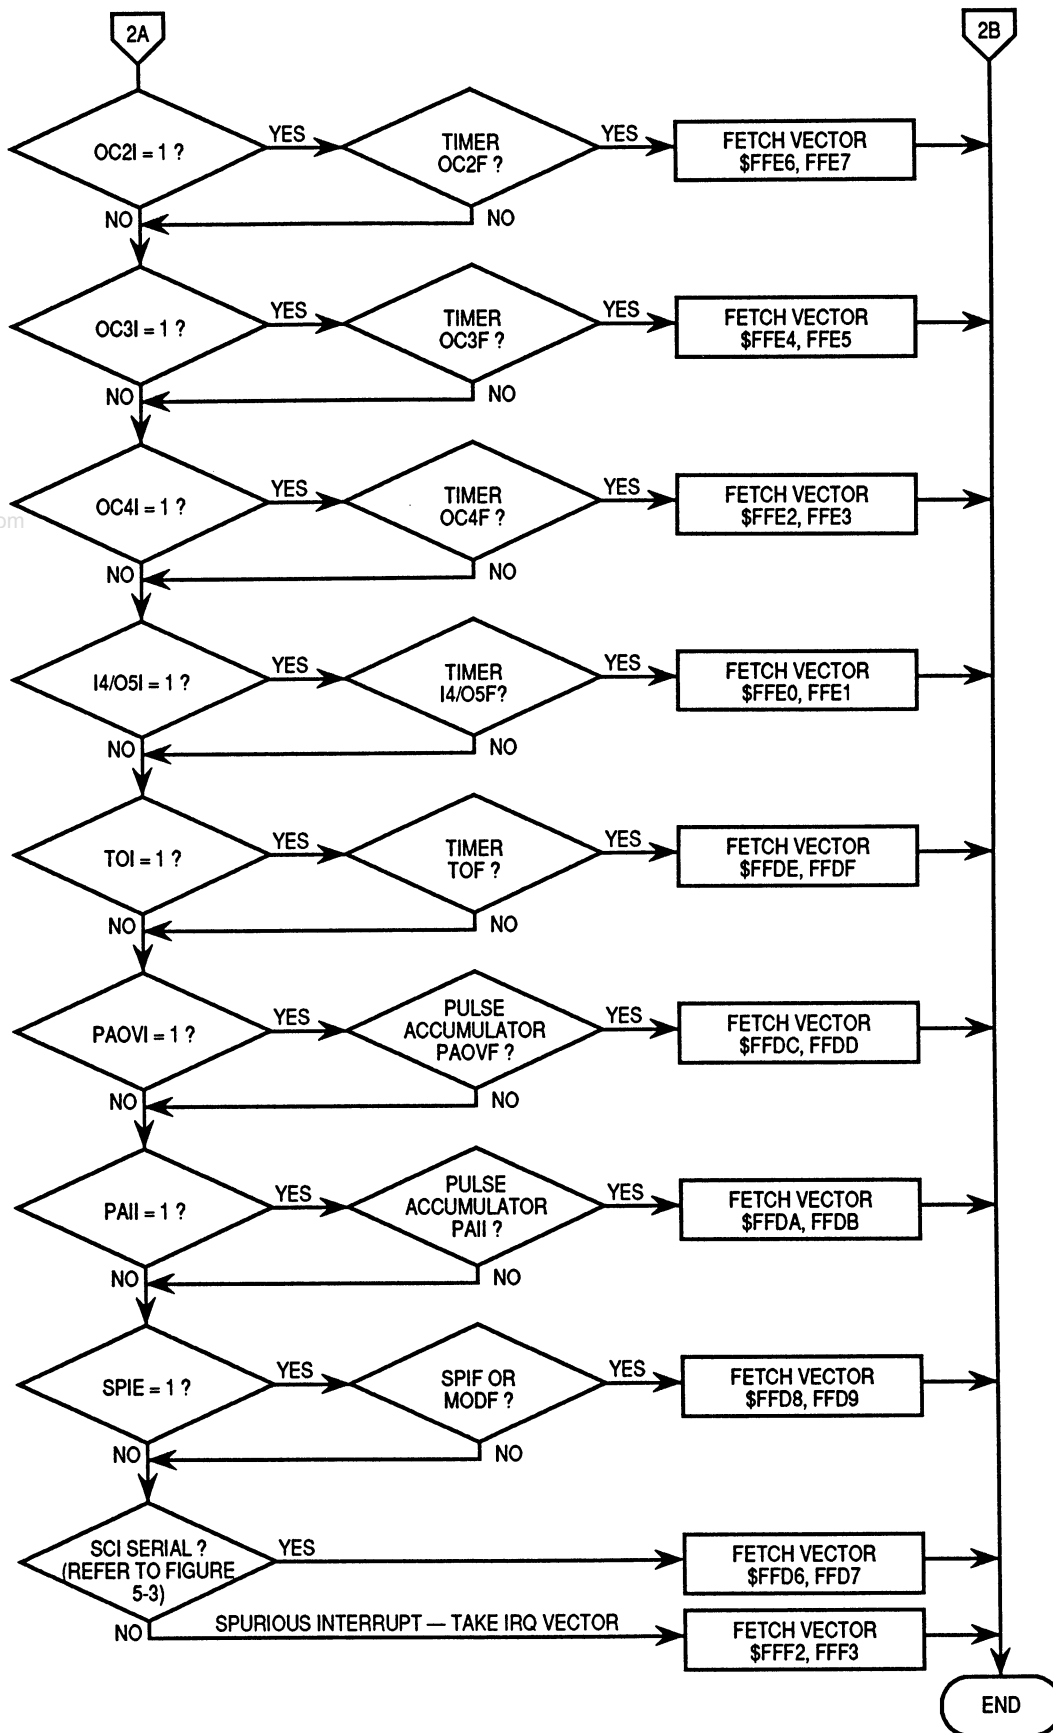 2A
2B
OC2I = 1 ?
YES
TIMER
OC2F ?
YES
FETCH VECTOR
$FFE6, FFE7
NO
NO
OC3I = 1 ?
YES
TIMER
OC3F ?
YES
FETCH VECTOR
$FFE4, FFE5
NO
NO
OC4I = 1 ?
YES
TIMER
OC4F ?
YES
FETCH VECTOR
$FFE2, FFE3
om
NO
NO
I4/O5I = 1 ?
YES
TIMER
I4/O5F?
YES
FETCH VECTOR
$FFE0, FFE1
NO
NO
TOI = 1 ?
YES
TIMER
TOF ?
YES
FETCH VECTOR
$FFDE, FFDF
NO
NO
PAOVI = 1 ?
YES
PULSE
ACCUMULATOR
PAOVF ?
YES
FETCH VECTOR
$FFDC, FFDD
NO
NO
PAII = 1 ?
YES
PULSE
ACCUMULATOR
PAII ?
YES
FETCH VECTOR
$FFDA, FFDB
NO
NO
SPIE = 1 ?
YES
SPIF OR
MODF ?
YES
FETCH VECTOR
$FFD8, FFD9
NO
NO
SCI SERIAL ?
(REFER TO FIGURE
5-3)
YES
FETCH VECTOR
$FFD6, FFD7
NO
SPURIOUS INTERRUPT — TAKE IRQ VECTOR
FETCH VECTOR
$FFF2, FFF3
END